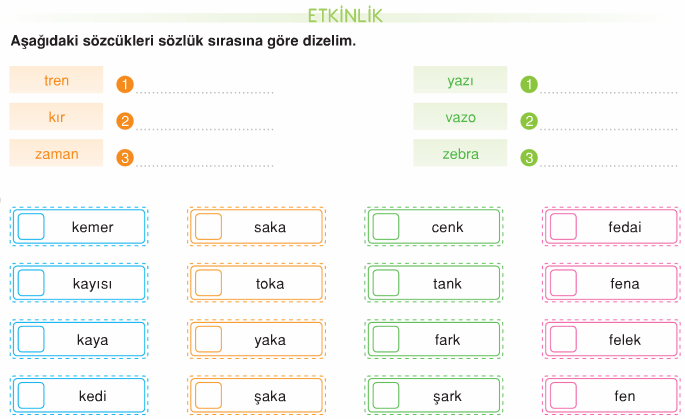 ETKİNLİK
Aşağıdaki sözcükleri sözlük sırasına göre dizelim.
tren 1 ........................ yazı 1 ........................
kır 2 ........................ vazo 2 ........................
zaman 3 ........................ zebra 3 ........................
kemer saka cenk fedai
kayısı toka tank fena
kaya yaka fark felek
kedi şaka şark fen